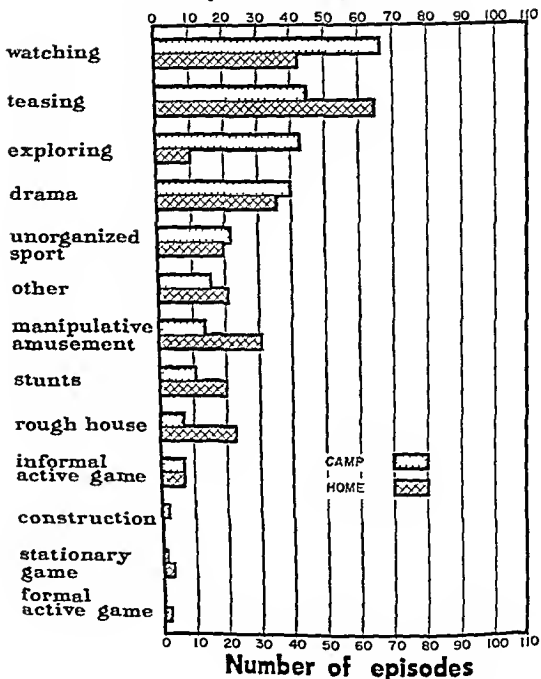 0 10 20 30 40 50 60 70 80 90 100 110
watching
teasing
exploring
drama
unorganized
sport
other
manipulative
amusement
stunts
rough house
informal
active game
CAMP
HOME
construction
stationary
game
formal
active game
0 10 20 30 40 50 60 70 80 90 100 110
Number of episodes